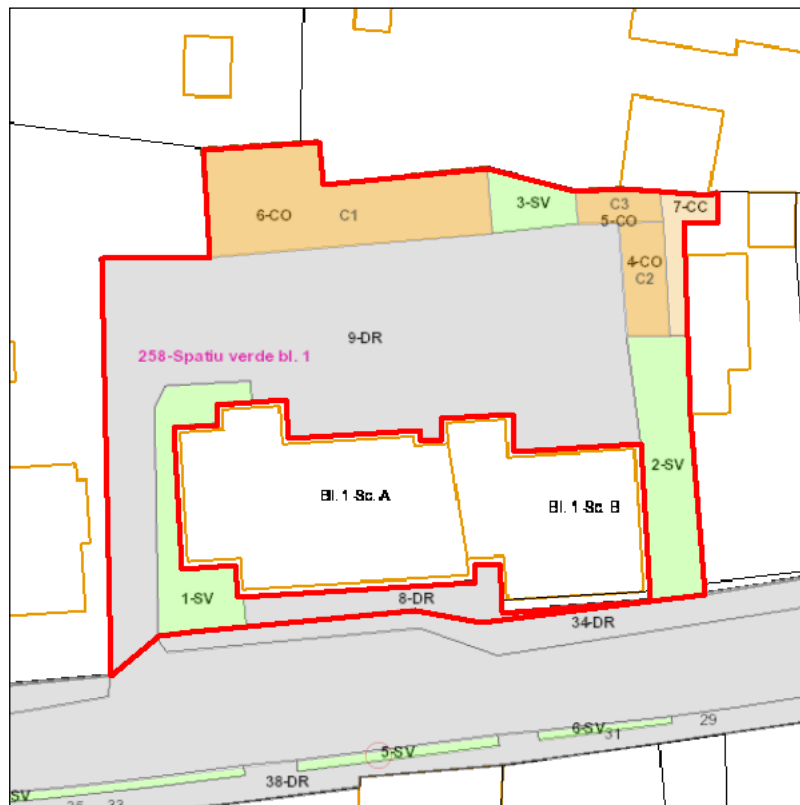 3-SV
7-CC
C3
6-CO
C1
5-CO
4-CO
C2
9-DR
258-Spatiu verde bl. 1
2-SV
Bl. 1-Sc. A
Bl. 1-Sc. B
1-SV
8-DR
34-DR
29
6-SV
31
5-SV
38-DR
SV
33